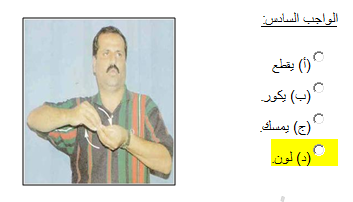 الواجب السادس:
(أ) يقطع
(ب) يكور.
(ج) يمسك.
(د) لون.